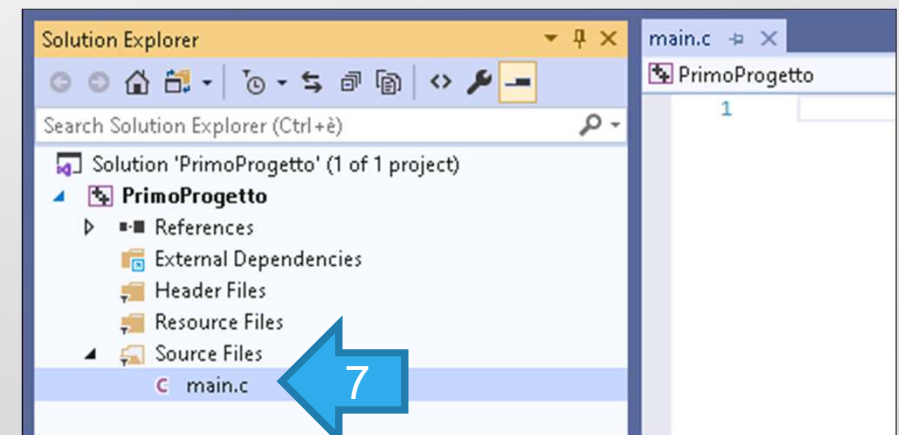 Solution Explorer
Search Solution Explorer (Ctrl+è)
Solution 'PrimoProgetto' (1 of 1 project)
PrimoProgetto
References
External Dependencies
Header Files
Resource Files
Source Files
main.c
7
main.c
PrimoProgetto
1